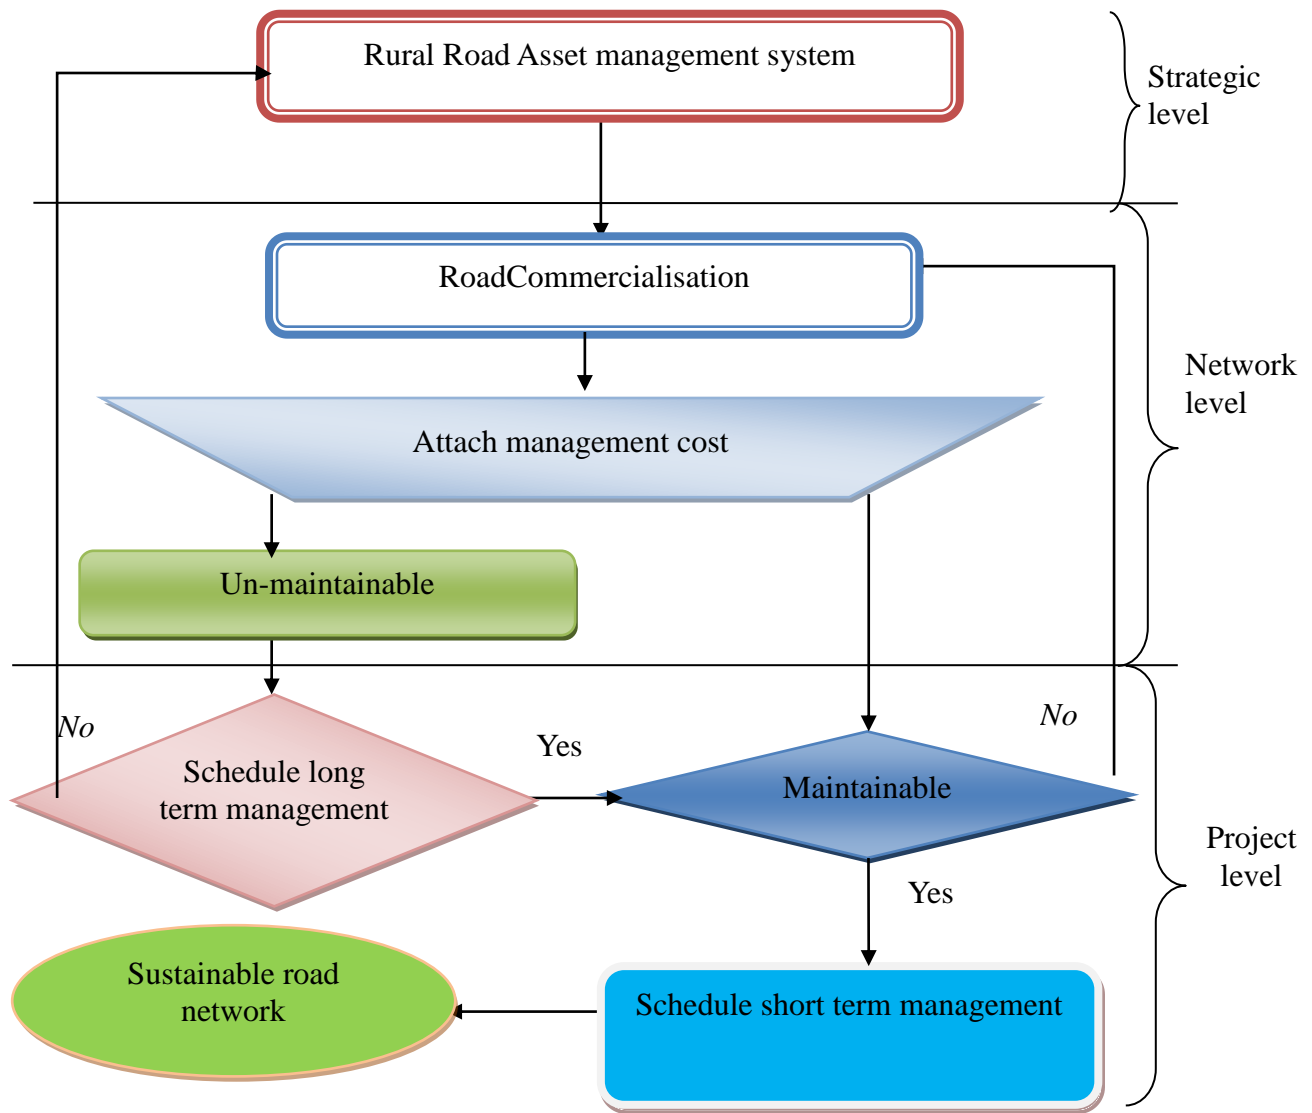 Rural Road Asset management system
Strategic
level
RoadCommercialisation
Network
level
Attach management cost
Un-maintainable
No
No
Yes
Schedule long
term management
Maintainable
Project
level
Yes
Sustainable road
network
Schedule short term management